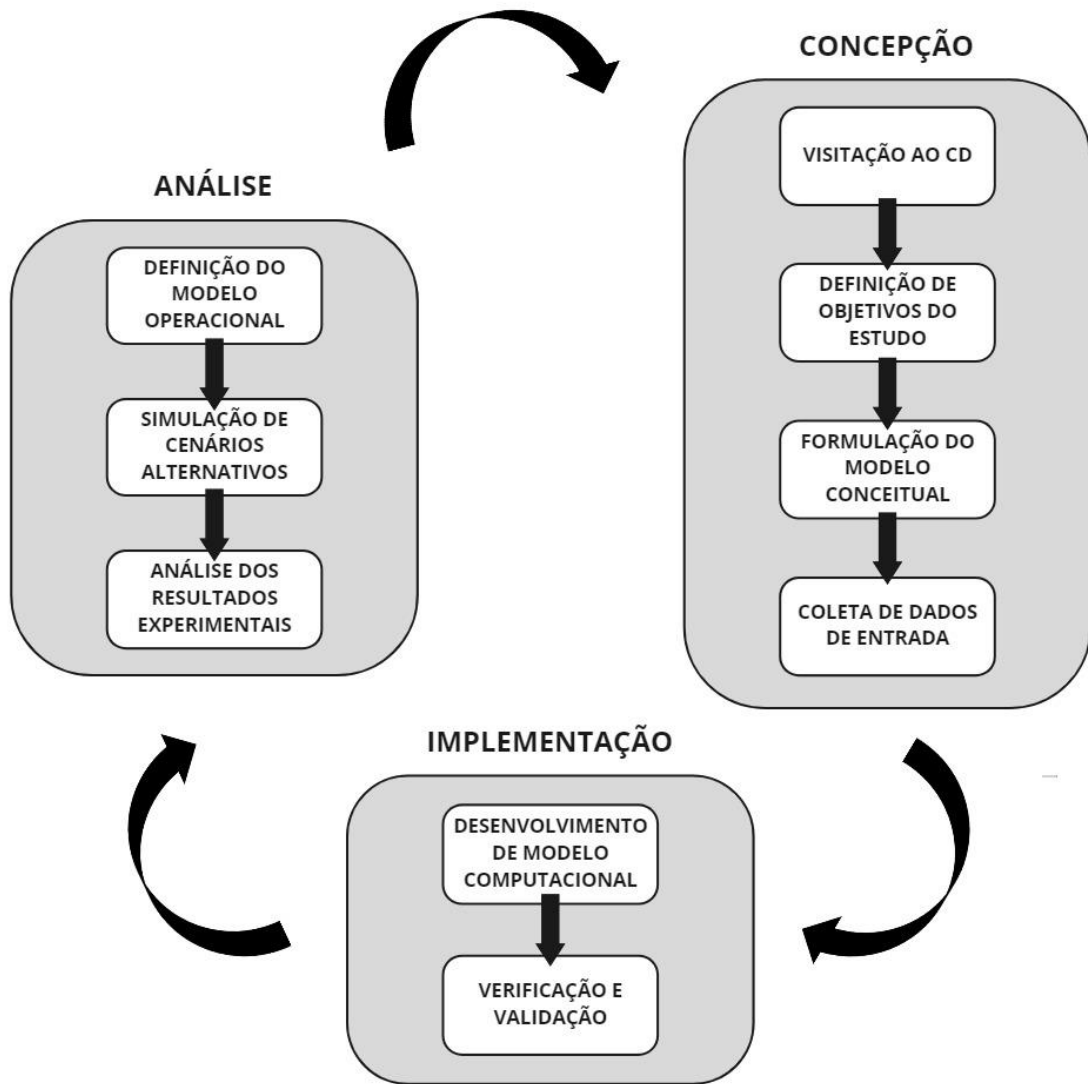 CONCEPÇÃO
VISITAÇÃO AO CD
DEFINIÇÃO DE
OBJETIVOS DO
ESTUDO
FORMULAÇÃO DO
MODELO
CONCEITUAL
COLETA DE DADOS
DE ENTRADA
IMPLEMENTAÇÃO
DESENVOLVIMENTO
DE MODELO
COMPUTACIONAL
VERIFICAÇÃO E
VALIDAÇÃO
ANÁLISE
DEFINIÇÃO DO
MODELO
OPERACIONAL
SIMULAÇÃO DE
CENÁRIOS
ALTERNATIVOS
ANÁLISE DOS
RESULTADOS
EXPERIMENTAIS